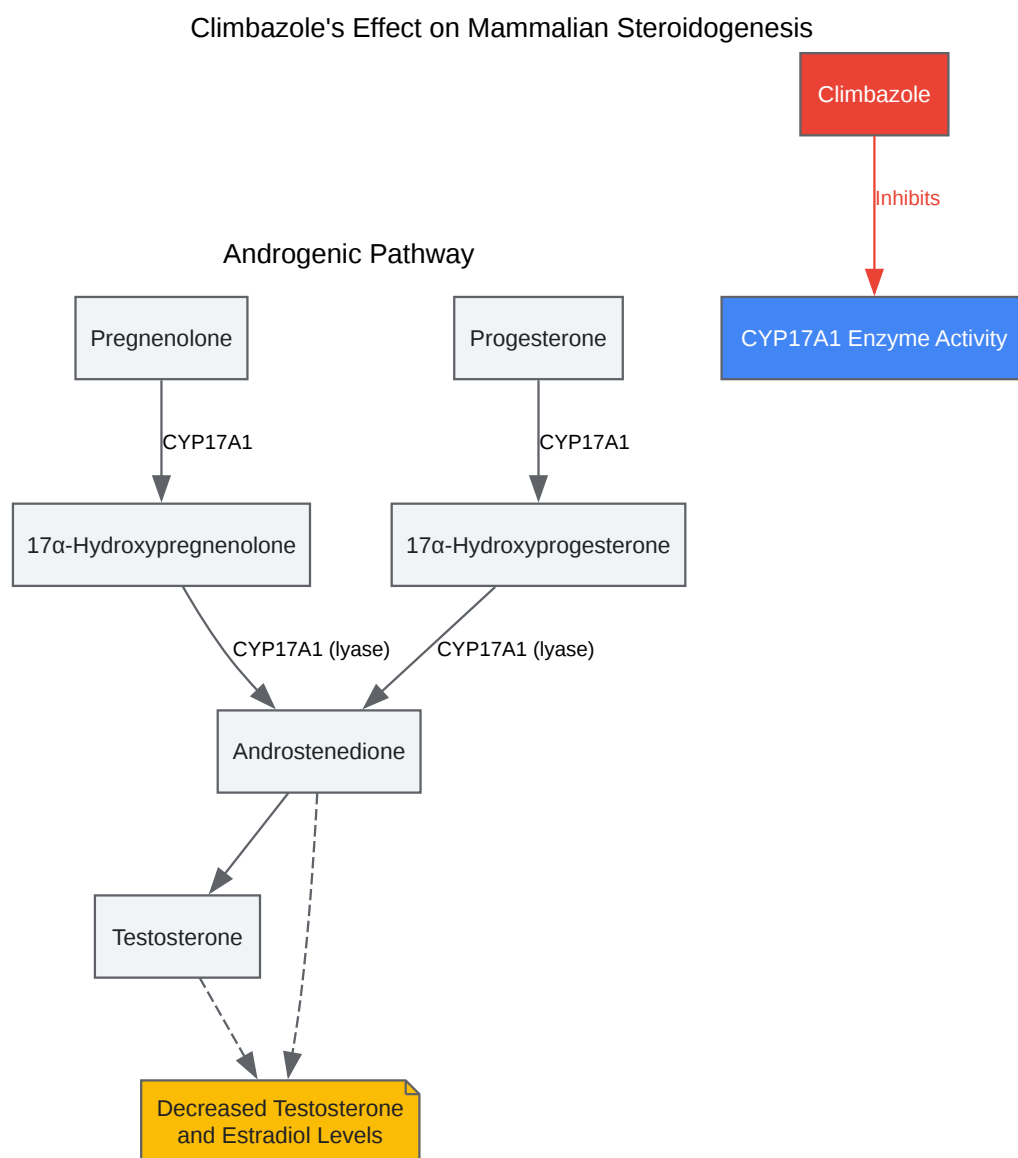 Climbazole's Effect on Mammalian Steroidogenesis
Climbazole
Inhibits
Androgenic Pathway
Pregnenolone
Progesterone
CYP17A1 Enzyme Activity
CYP17A1
CYP17A1
17α-Hydroxypregnenolone
17α-Hydroxyprogesterone
CYP17A1 (lyase)
CYP17A1 (lyase)
Androstenedione
Testosterone
Decreased Testosterone
and Estradiol Levels